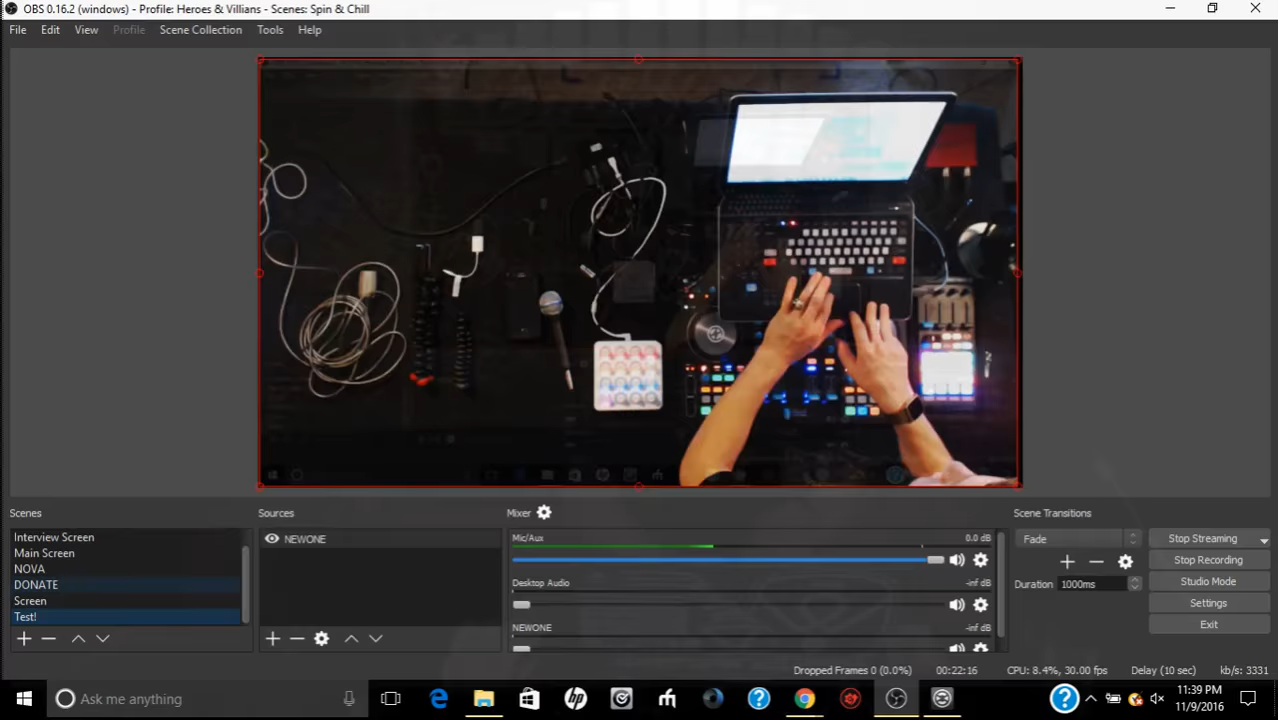 OBS 0.16.2 (windows) - Profile: Heroes & Villians - Scenes: Spin & Chill
File Edit View Profile Scene Collection Tools Help
Scenes
Interview Screen
Main Screen
NOVA
DONATE
Screen
Test!
Sources
NEWONE
Mixer
Mic/Aux 0.0 dB
Desktop Audio -inf dB
NEWONE -inf dB
Scene Transitions
Fade
Duration 1000ms
Stop Streaming
Stop Recording
Studio Mode
Settings
Exit
Dropped Frames 0 (0.0%) 00:22:16 CPU: 8.4%, 30.00 fps Delay (10 sec) kb/s: 3331
Ask me anything
11:39 PM
11/9/2016